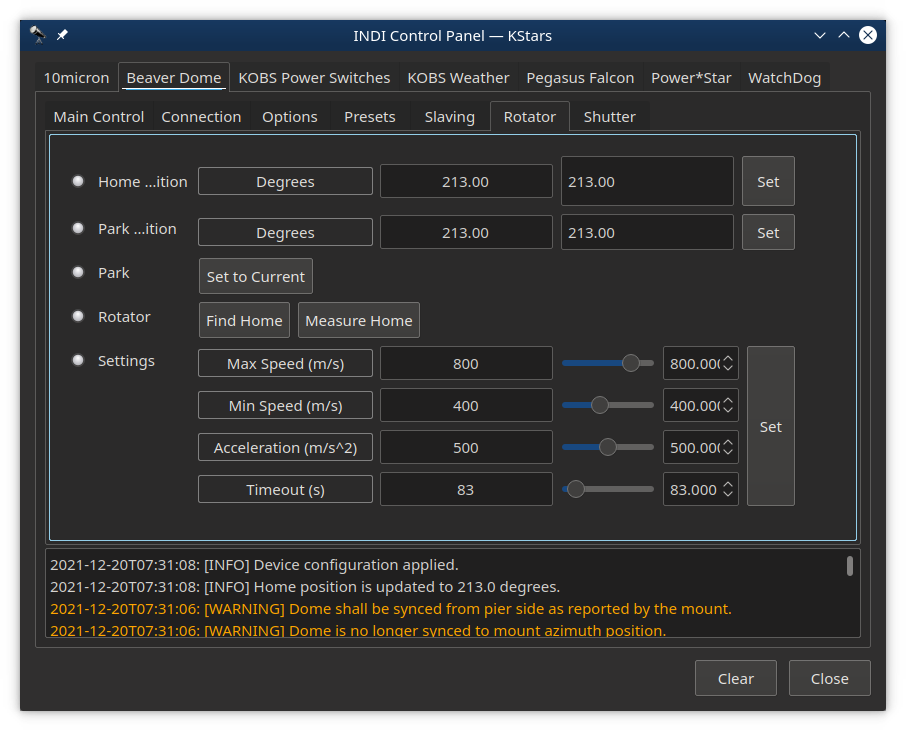 INDI Control Panel — KStars
10micron Beaver Dome KOBS Power Switches KOBS Weather Pegasus Falcon Power*Star WatchDog
Main Control Connection Options Presets Slaving Rotator Shutter
Home ...ition Degrees 213.00 213.00 Set
Park ...ition Degrees 213.00 213.00 Set
Park Set to Current
Rotator Find Home Measure Home
Settings Max Speed (m/s) 800 800.000
Min Speed (m/s) 400 400.000
Set
Acceleration (m/s^2) 500 500.000
Timeout (s) 83 83.000
2021-12-20T07:31:08: [INFO] Device configuration applied.
2021-12-20T07:31:08: [INFO] Home position is updated to 213.0 degrees.
2021-12-20T07:31:06: [WARNING] Dome shall be synced from pier side as reported by the mount.
2021-12-20T07:31:06: [WARNING] Dome is no longer synced to mount azimuth position.
Clear Close